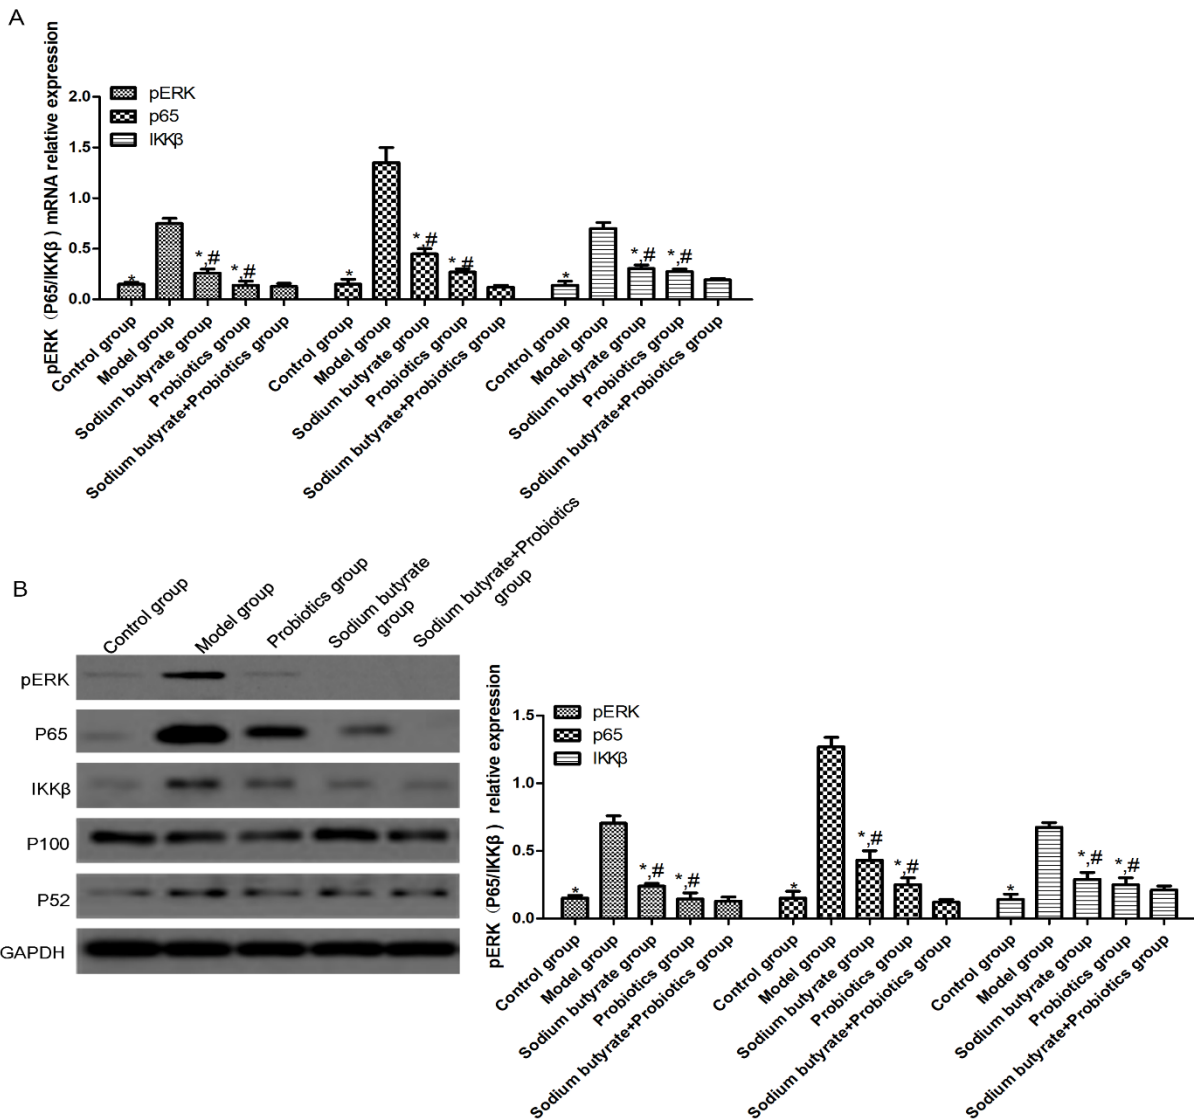 A
pERK（P65/IKKβ ) mRNA relative expression
pERK
p65
IKKβ
2.0
1.5
1.0
0.5
0.0
* *,# *,# * *,# *,# * *,# *,#
Control group
Model group
Sodium butyrate group
Probiotics group
Sodium butyrate+Probiotics group
Control group
Model group
Sodium butyrate group
Probiotics group
Sodium butyrate+Probiotics group
Control group
Model group
Sodium butyrate group
Probiotics group
Sodium butyrate+Probiotics group
B
Control group
Model group
Probiotics group
Sodium butyrate
group
Sodium butyrate+Probiotics
group
pERK
P65
IKKβ
P100
P52
GAPDH
pERK（P65/IKKβ ) relative expression
pERK
p65
IKKβ
1.5
1.0
0.5
0.0
* *,# *,# * *,# *,# * *,# *,#
Control group
Model group
Sodium butyrate group
Probiotics group
Sodium butyrate+Probiotics group
Control group
Model group
Sodium butyrate group
Probiotics group
Sodium butyrate+Probiotics group
Control group
Model group
Sodium butyrate group
Probiotics group
Sodium butyrate+Probiotics group